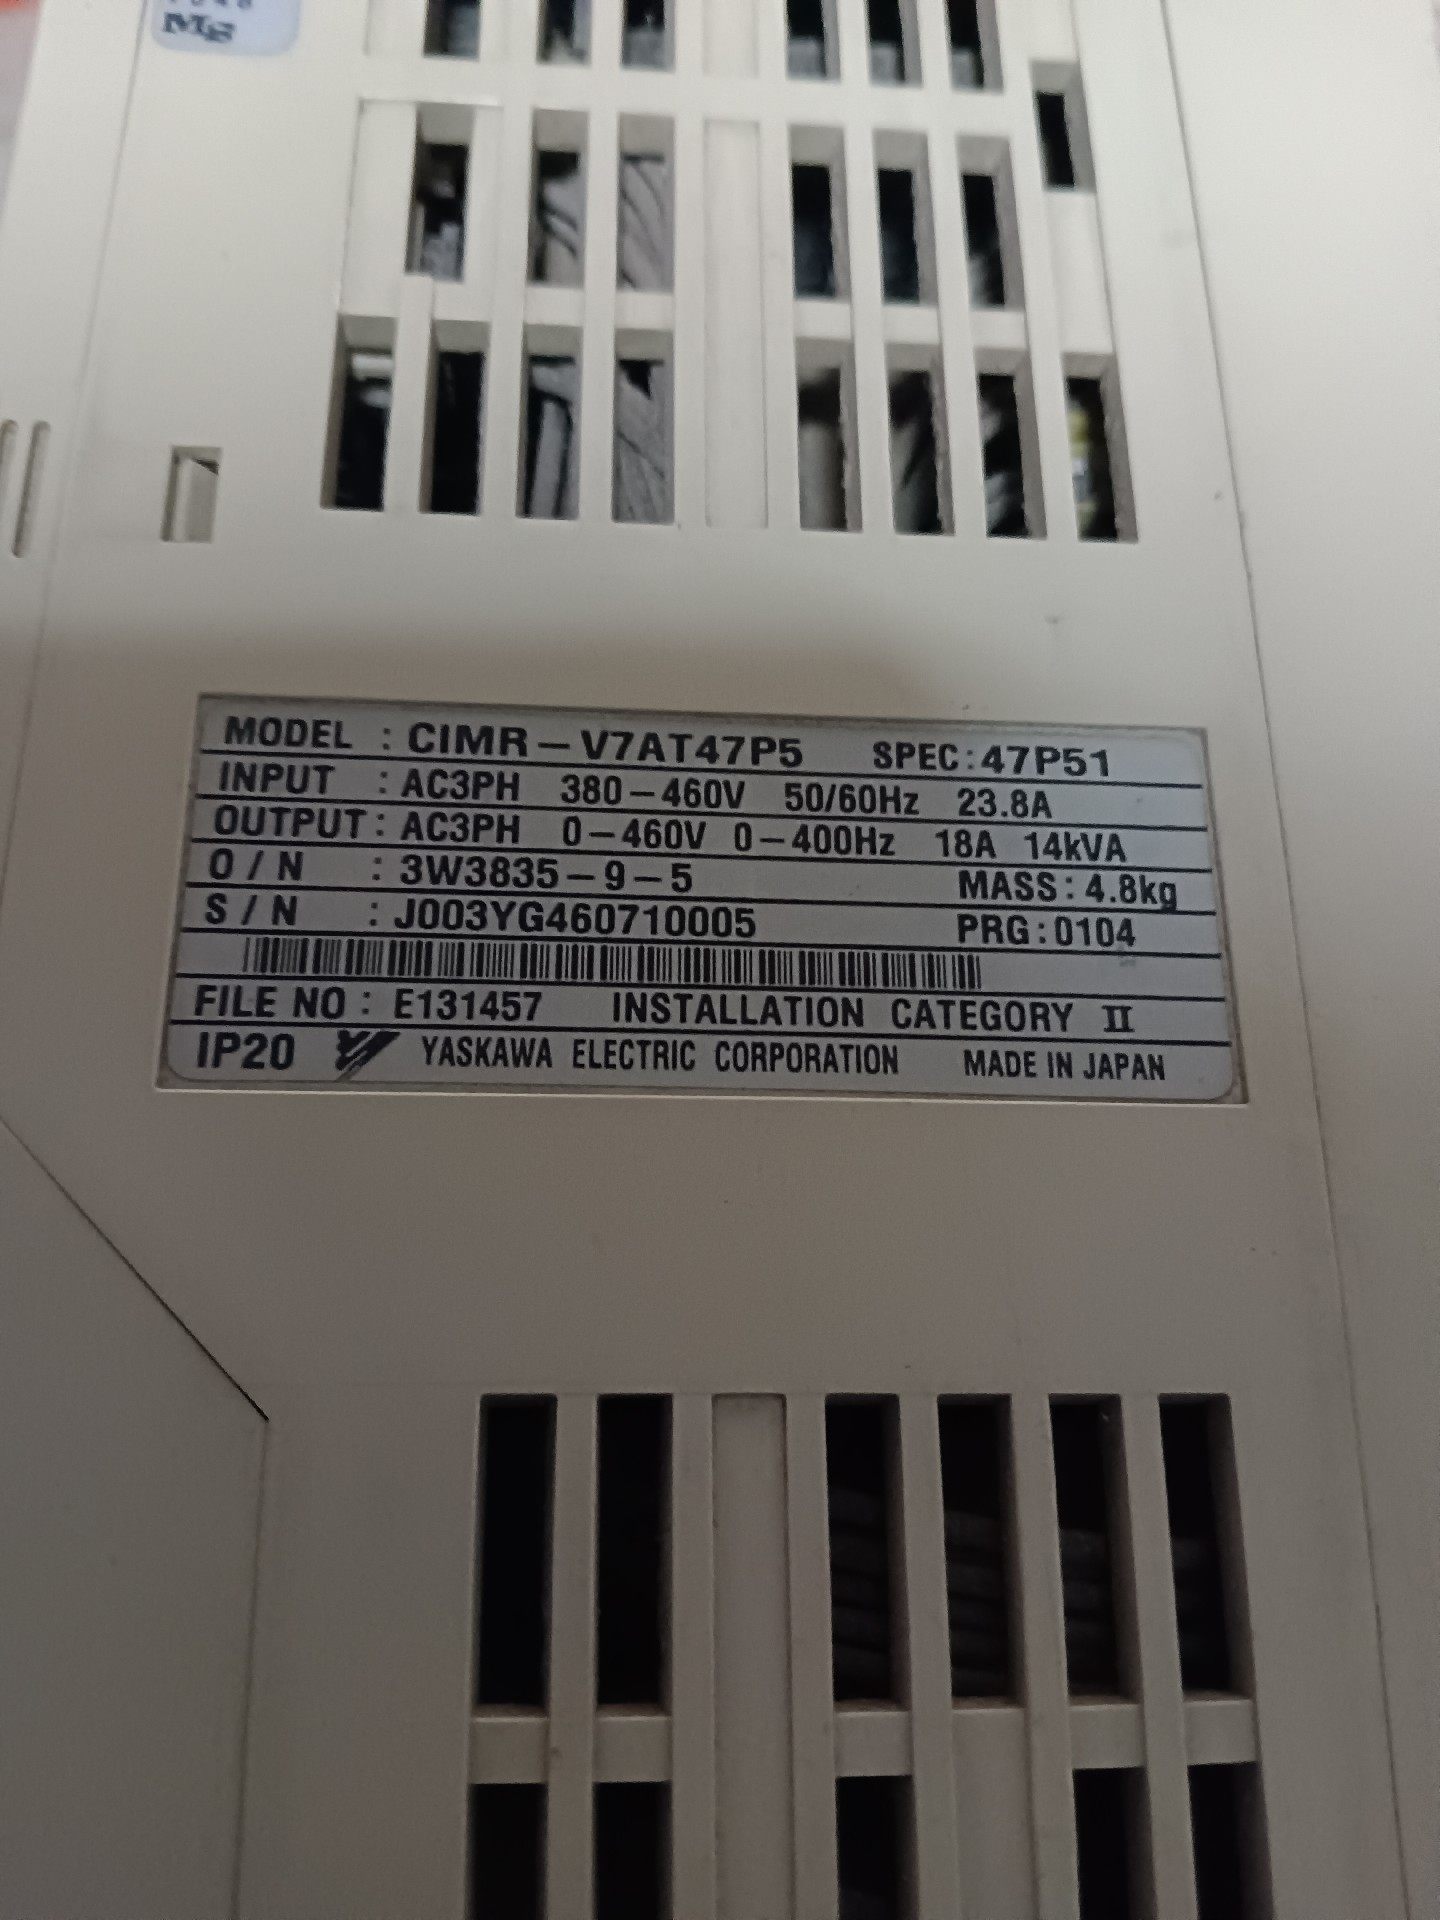 MODEL : CIMR-V7AT47P5 SPEC: 47P51
INPUT : AC3PH 380-460V 50/60Hz 23.8A
OUTPUT: AC3PH 0-460V 0-400Hz 18A 14kVA
O/N : 3W3835-9-5 MASS: 4.8kg
S/N : J003YG460710005 PRG: 0104
FILE NO : E131457 INSTALLATION CATEGORY II
IP20 YASKAWA ELECTRIC CORPORATION MADE IN JAPAN